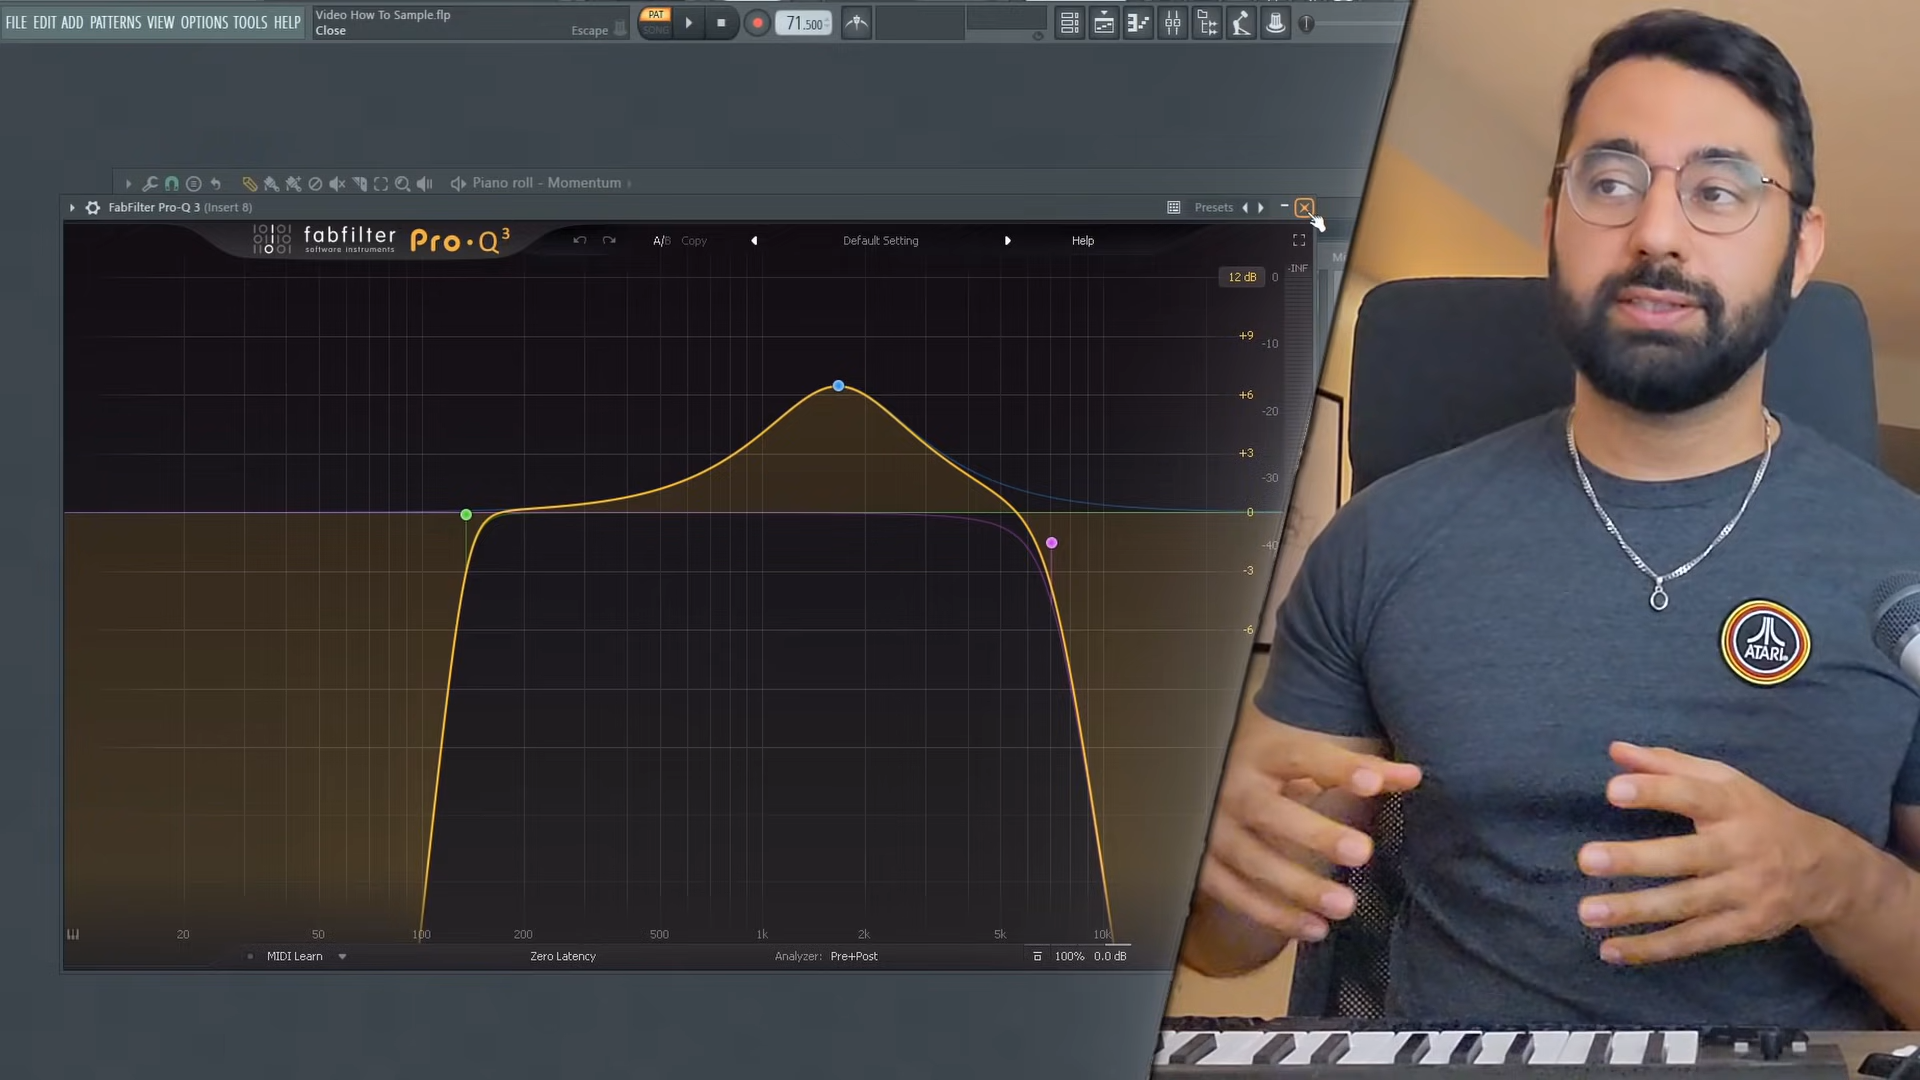 FILE EDIT ADD PATTERNS VIEW OPTIONS TOOLS HELP
Video How To Sample.flp
Close
Escape
PAT
SONG
71.500
Piano roll - Momentum
FabFilter Pro-Q 3 (Insert 8)
Presets
fabfilter
software instruments
Pro·Q3
A/B
Copy
Default Setting
Help
-INF
12 dB
0
+9
-10
+6
-20
+3
-30
0
-40
-3
-6
20
50
100
200
500
1k
2k
5k
10k
MIDI Learn
Zero Latency
Analyzer: Pre+Post
100%
0.0 dB
ATARI